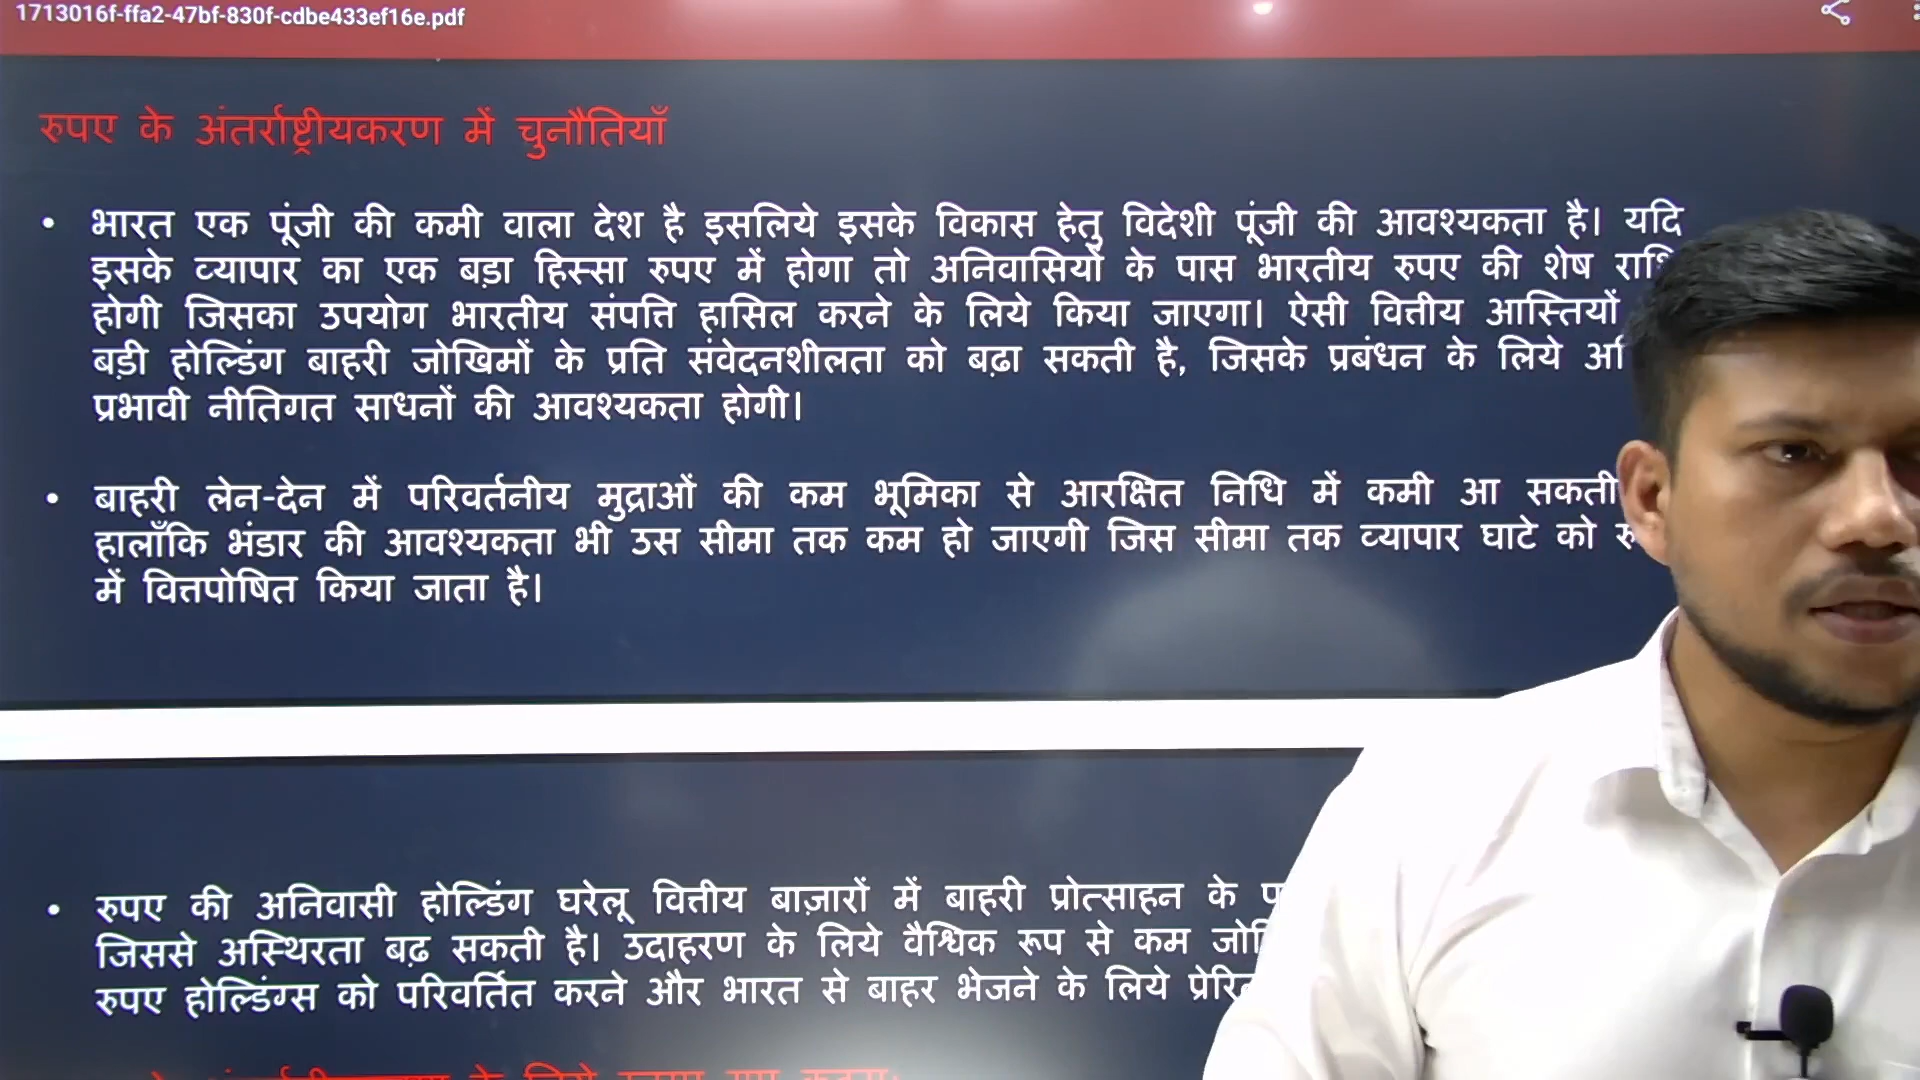 1713016f-ffa2-47bf-830f-cdbe433ef16e.pdf
रुपए के अंतर्राष्ट्रीयकरण में चुनौतियाँ
• भारत एक पूंजी की कमी वाला देश है इसलिये इसके विकास हेतु विदेशी पूंजी की आवश्यकता है। यदि
इसके व्यापार का एक बड़ा हिस्सा रुपए में होगा तो अनिवासियों के पास भारतीय रुपए की शेष
होगी जिसका उपयोग भारतीय संपत्ति हासिल करने के लिये किया जाएगा। ऐसी वित्तीय आस्तियों
बड़ी होल्डिंग बाहरी जोखिमों के प्रति संवेदनशीलता को बढ़ा सकती है, जिसके प्रबंधन के लिये
प्रभावी नीतिगत साधनों की आवश्यकता होगी।
• बाहरी लेन-देन में परिवर्तनीय मुद्राओं की कम भूमिका से आरक्षित निधि में कमी आ सकती
हालाँकि भंडार की आवश्यकता भी उस सीमा तक कम हो जाएगी जिस सीमा तक व्यापार घाटे को
में वित्तपोषित किया जाता है।
• रुपए की अनिवासी होल्डिंग घरेलू वित्तीय बाज़ारों में बाहरी प्रोत्साहन के
जिससे अस्थिरता बढ़ सकती है। उदाहरण के लिये वैश्विक रूप से कम
रुपए होल्डिंग्स को परिवर्तित करने और भारत से बाहर भेजने के लिये